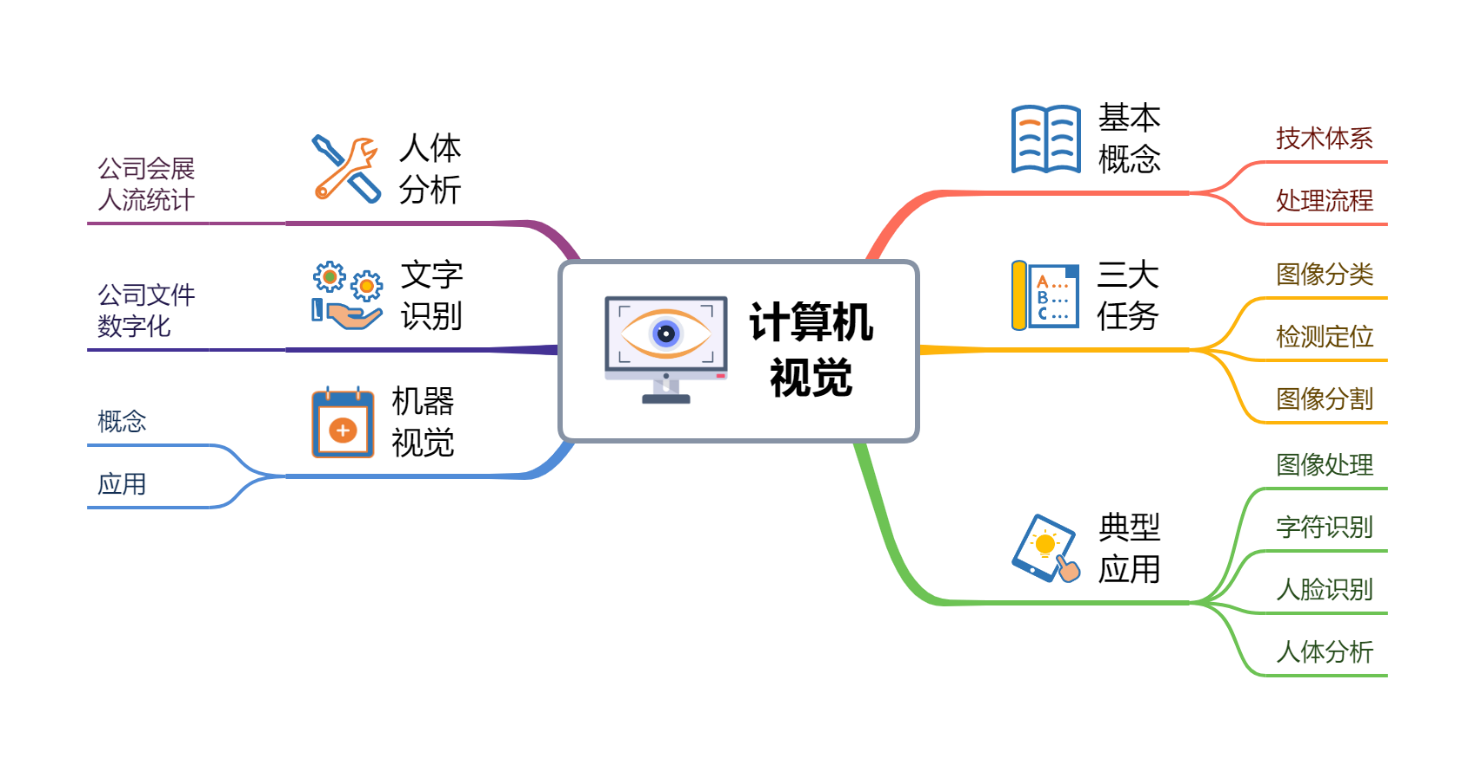 计算机
视觉
基本
概念
技术体系
处理流程
三大
任务
A...
B...
C...
图像分类
检测定位
图像分割
典型
应用
图像处理
字符识别
人脸识别
人体分析
人体
分析
公司会展
人流统计
文字
识别
公司文件
数字化
机器
视觉
概念
应用